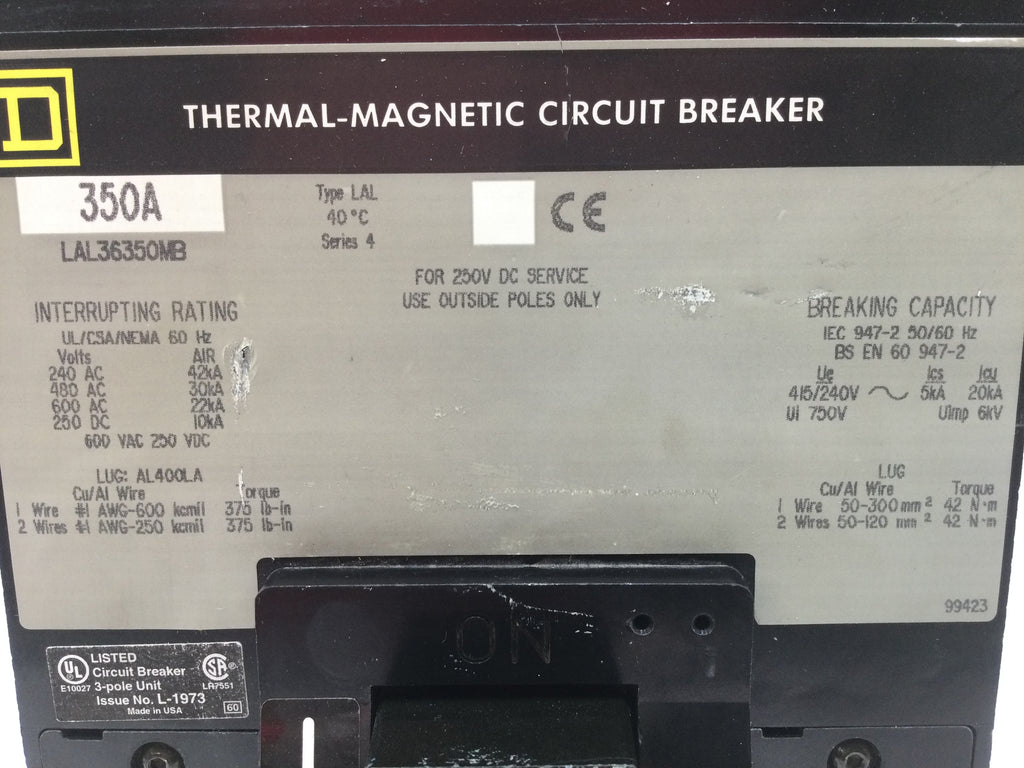 D
THERMAL-MAGNETIC CIRCUIT BREAKER
350A
LAL36350MB
Type LAL
40°C
Series 4
CE
FOR 250V DC SERVICE
USE OUTSIDE POLES ONLY
INTERRUPTING RATING
UL/CSA/NEMA 60 Hz
Volts AIR
240 AC 42kA
480 AC 30kA
600 AC 22kA
250 DC 10kA
600 VAC 250 VDC
LUG: AL400LA
Cu/Al Wire Torque
1 Wire #1 AWG-600 kcmil 375 lb-in
2 Wires #1 AWG-250 kcmil 375 lb-in
BREAKING CAPACITY
IEC 947-2 50/60 Hz
BS EN 60 947-2
Ue Ics Icu
415/240V 5kA 20kA
Ui 750V Uimp 6kV
LUG
Cu/Al Wire Torque
1 Wire 50-300 mm² 42 N·m
2 Wires 50-120 mm² 42 N·m
99423
ON
UL
E10027
LISTED
Circuit Breaker
3-pole Unit
Issue No. L-1973
Made in USA
SA
LR7551
60